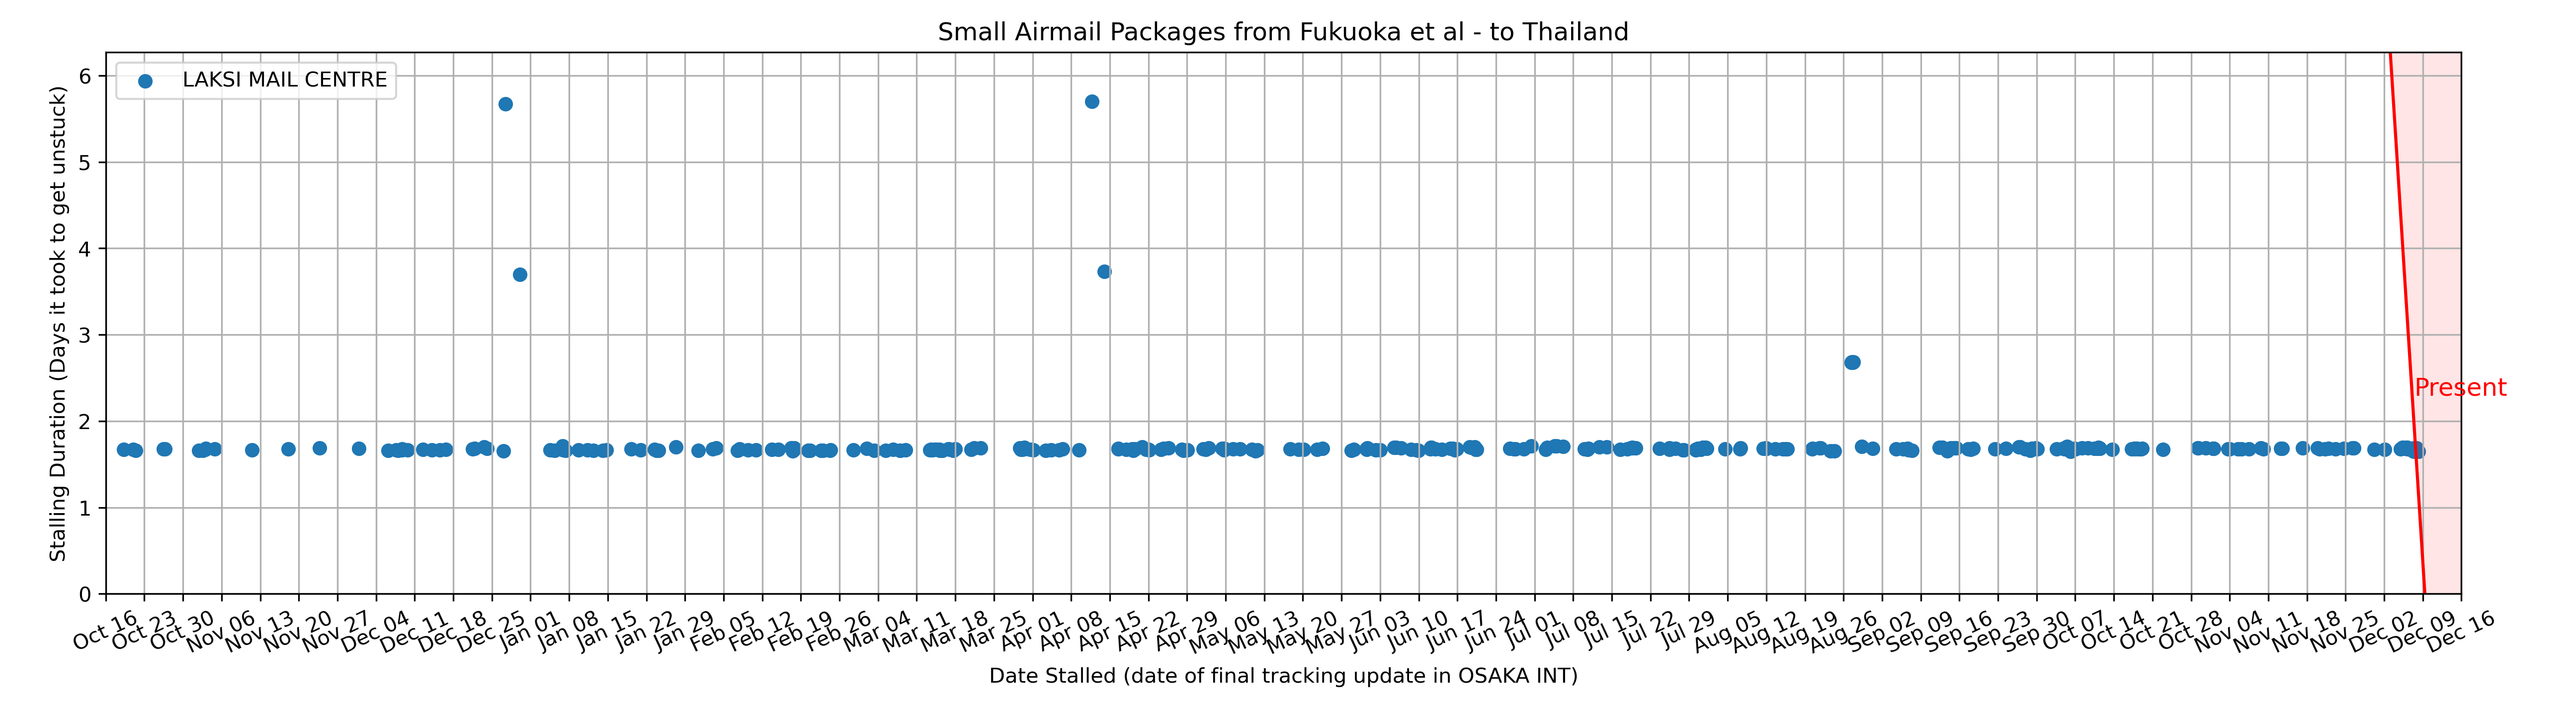 Small Airmail Packages from Fukuoka et al - to Thailand
LAKSI MAIL CENTRE
Stalling Duration (Days it took to get unstuck)
6
5
4
3
2
1
0
Present
Oct 16
Oct 23
Oct 30
Nov 06
Nov 13
Nov 20
Nov 27
Dec 04
Dec 11
Dec 18
Dec 25
Jan 01
Jan 08
Jan 15
Jan 22
Jan 29
Feb 05
Feb 12
Feb 19
Feb 26
Mar 04
Mar 11
Mar 18
Mar 25
Apr 01
Apr 08
Apr 15
Apr 22
Apr 29
May 06
May 13
May 20
May 27
Jun 03
Jun 10
Jun 17
Jun 24
Jul 01
Jul 08
Jul 15
Jul 22
Jul 29
Aug 05
Aug 12
Aug 19
Aug 26
Sep 02
Sep 09
Sep 16
Sep 23
Sep 30
Oct 07
Oct 14
Oct 21
Oct 28
Nov 04
Nov 11
Nov 18
Nov 25
Dec 02
Dec 09
Dec 16
Date Stalled (date of final tracking update in OSAKA INT)